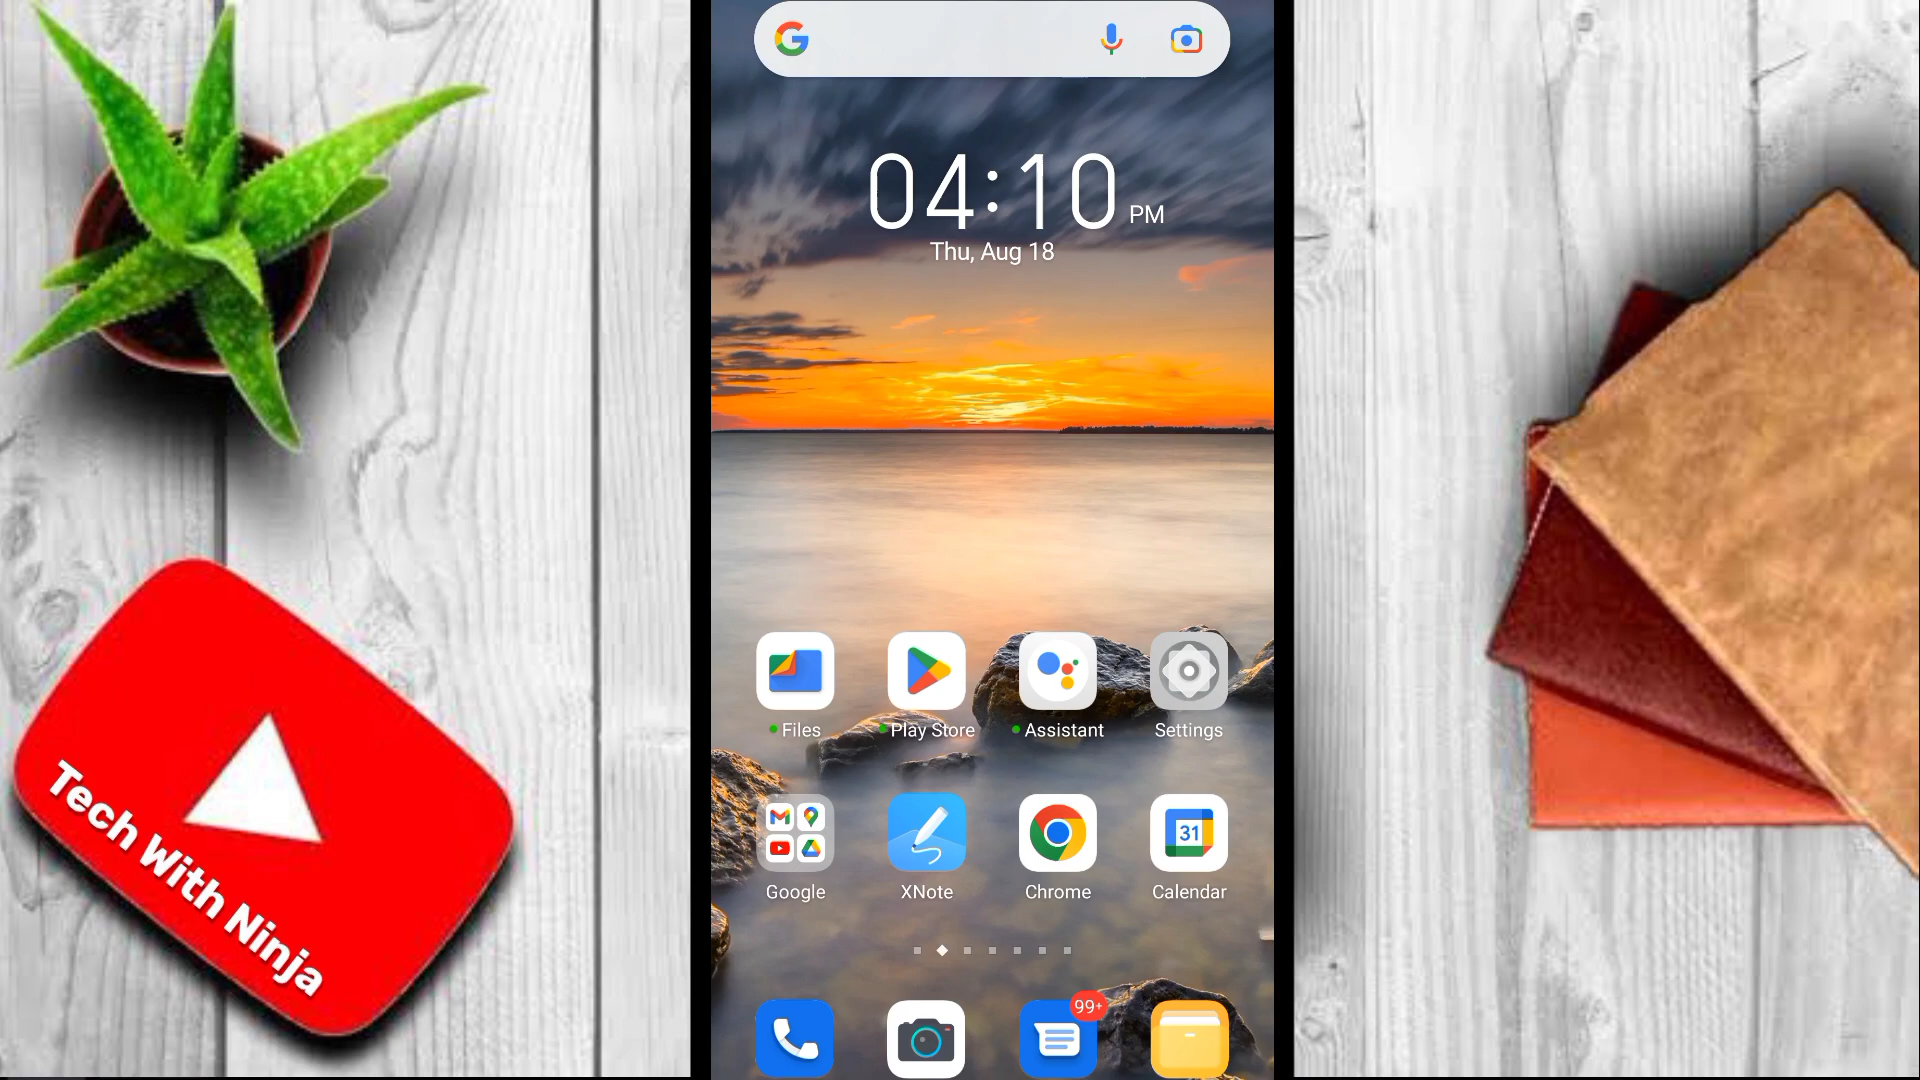 04:10 PM
Thu, Aug 18
Files
Play Store
Assistant
Settings
31
Google
XNote
Chrome
Calendar
99+
Tech With Ninja